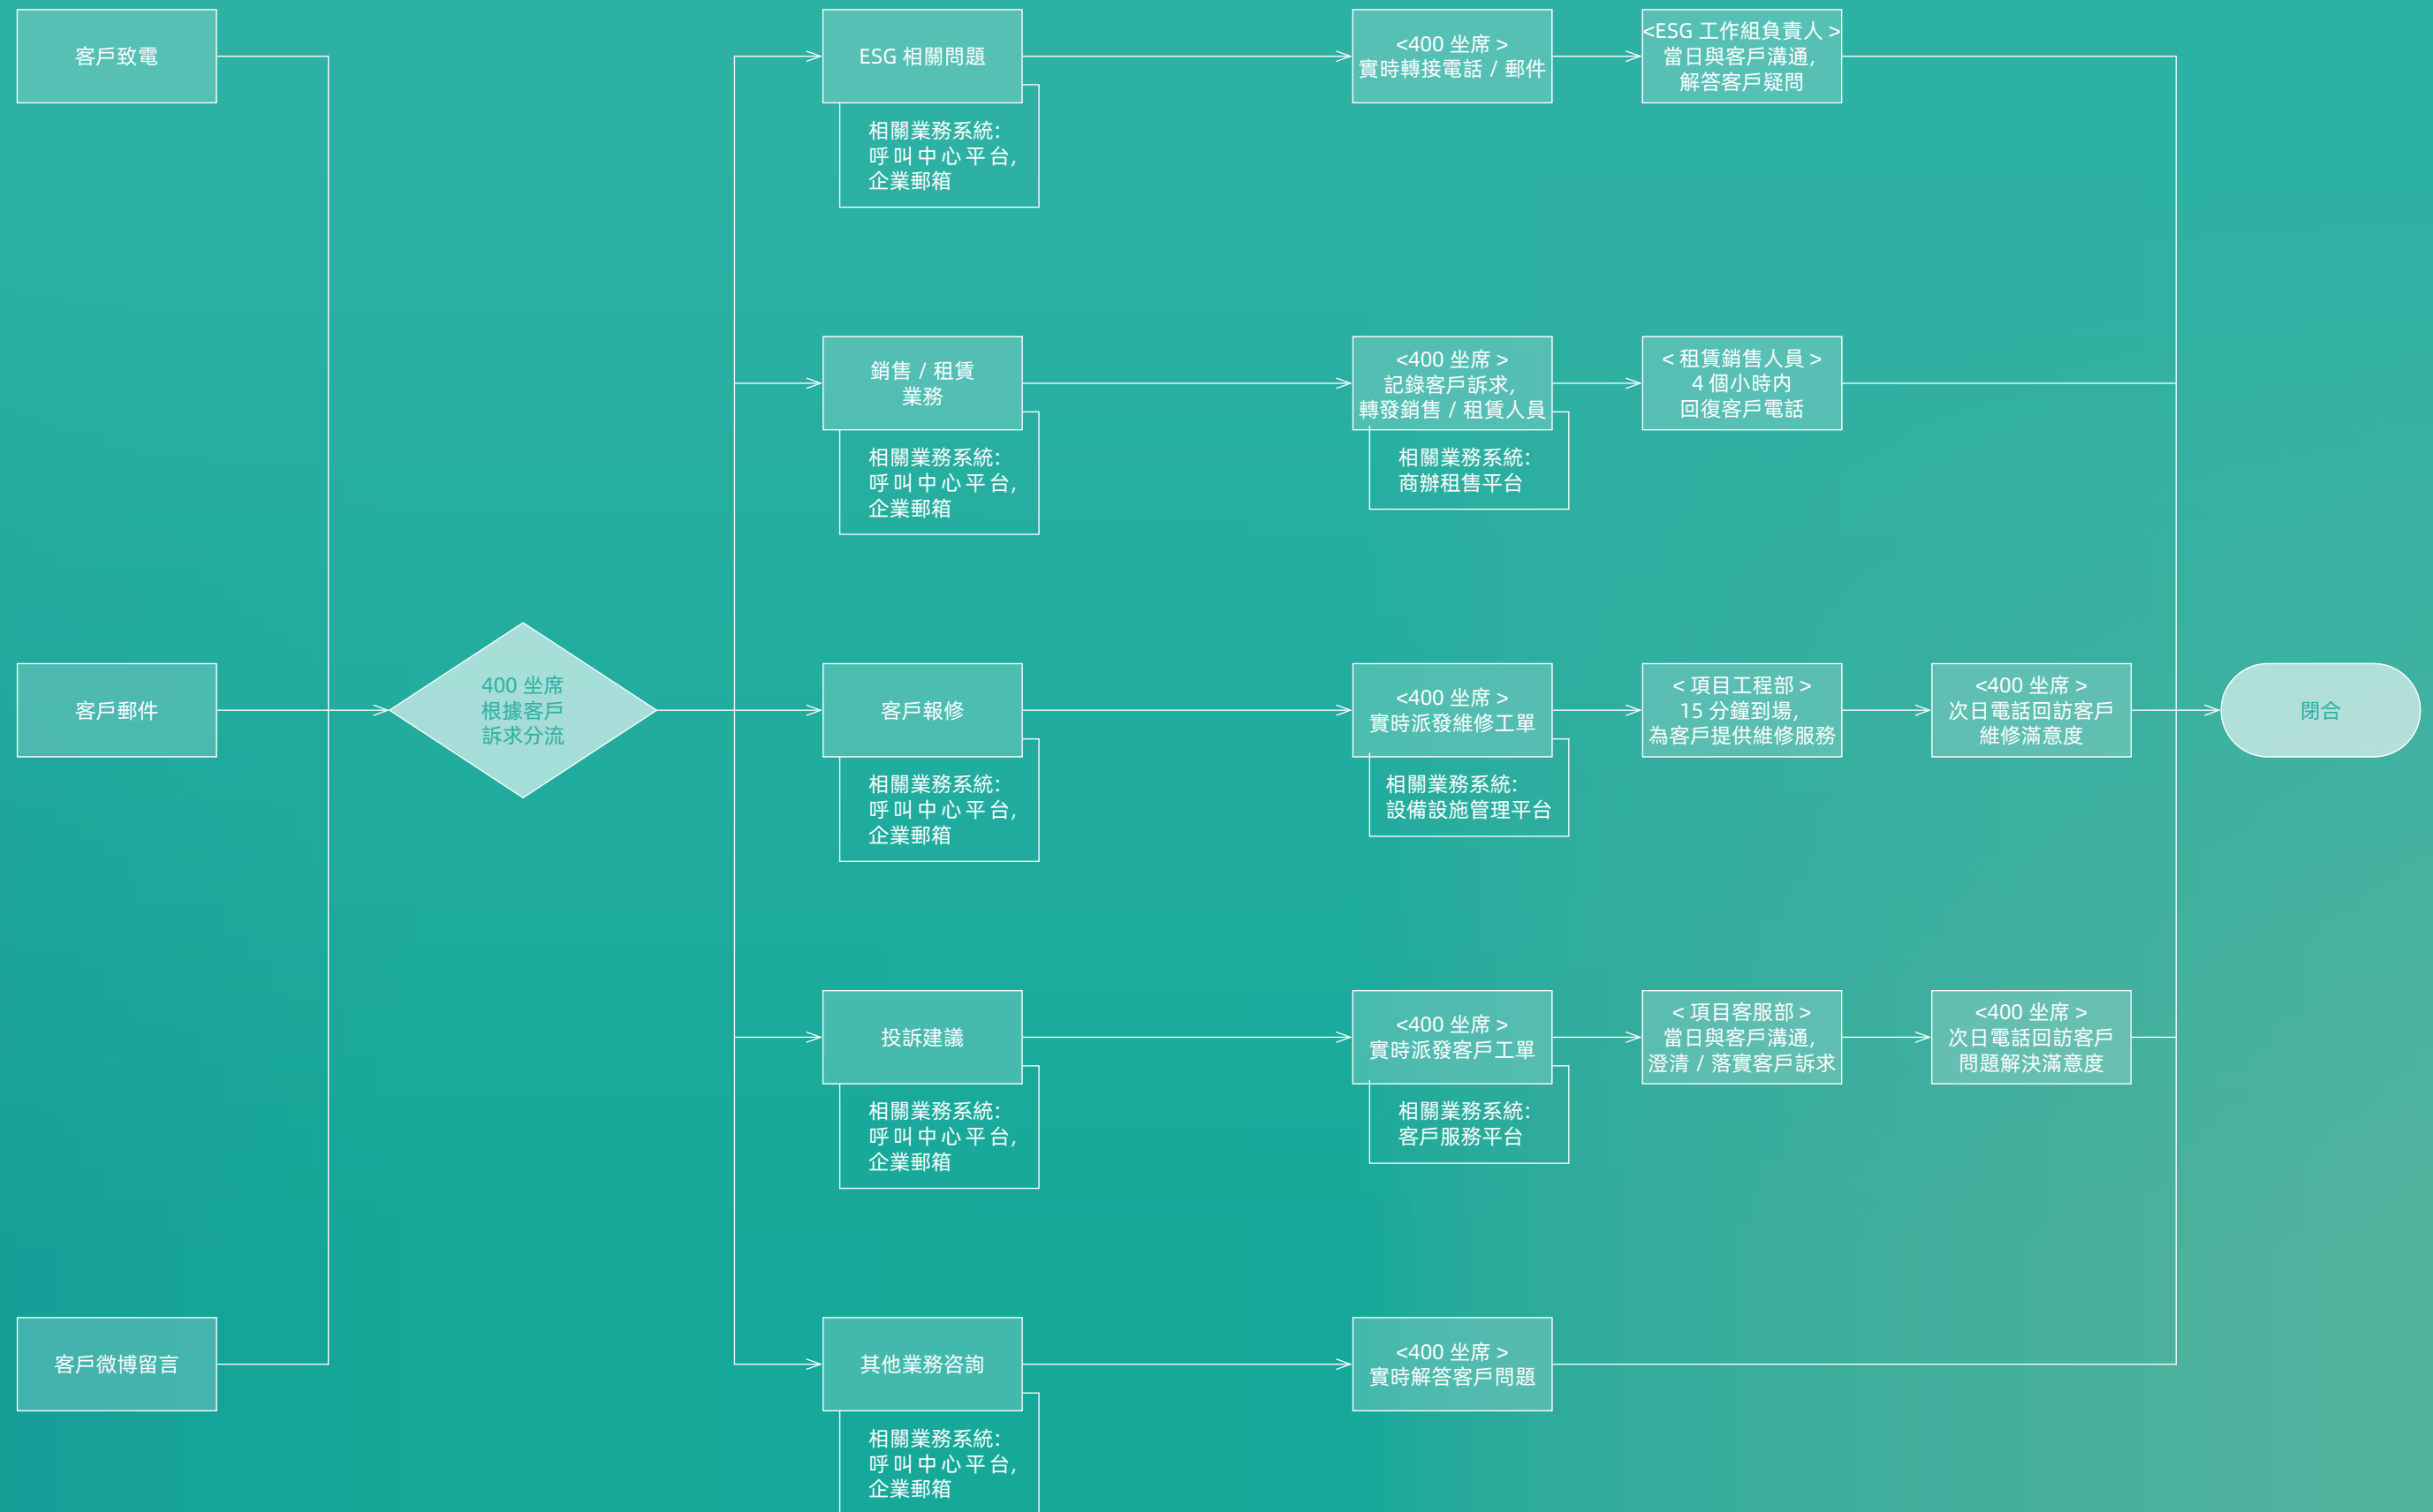 客戶致電
客戶郵件
客戶微博留言
400 坐席
根據客戶
訴求分流
ESG 相關問題
相關業務系統:
呼叫中心平台,
企業郵箱
<400 坐席 >
實時轉接電話 / 郵件
<ESG 工作組負責人 >
當日與客戶溝通,
解答客戶疑問
銷售 / 租賃
業務
相關業務系統:
呼叫中心平台,
企業郵箱
<400 坐席 >
記錄客戶訴求,
轉發銷售 / 租賃人員
相關業務系統:
商辦租售平台
< 租賃銷售人員 >
4 個小時内
回復客戶電話
客戶報修
相關業務系統:
呼叫中心平台,
企業郵箱
<400 坐席 >
實時派發維修工單
相關業務系統:
設備設施管理平台
< 項目工程部 >
15 分鐘到場,
為客戶提供維修服務
<400 坐席 >
次日電話回訪客戶
維修滿意度
投訴建議
相關業務系統:
呼叫中心平台,
企業郵箱
<400 坐席 >
實時派發客戶工單
相關業務系統:
客戶服務平台
< 項目客服部 >
當日與客戶溝通,
澄清 / 落實客戶訴求
<400 坐席 >
次日電話回訪客戶
問題解決滿意度
其他業務咨詢
相關業務系統:
呼叫中心平台,
企業郵箱
<400 坐席 >
實時解答客戶問題
閉合